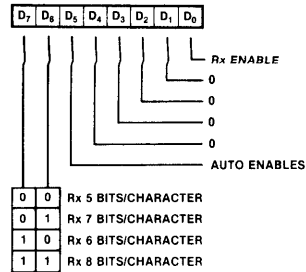 D7 D6 D5 D4 D3 D2 D1 D0
Rx ENABLE
0
0
0
0
AUTO ENABLES
0 0 Rx 5 BITS/CHARACTER
0 1 Rx 7 BITS/CHARACTER
1 0 Rx 6 BITS/CHARACTER
1 1 Rx 8 BITS/CHARACTER